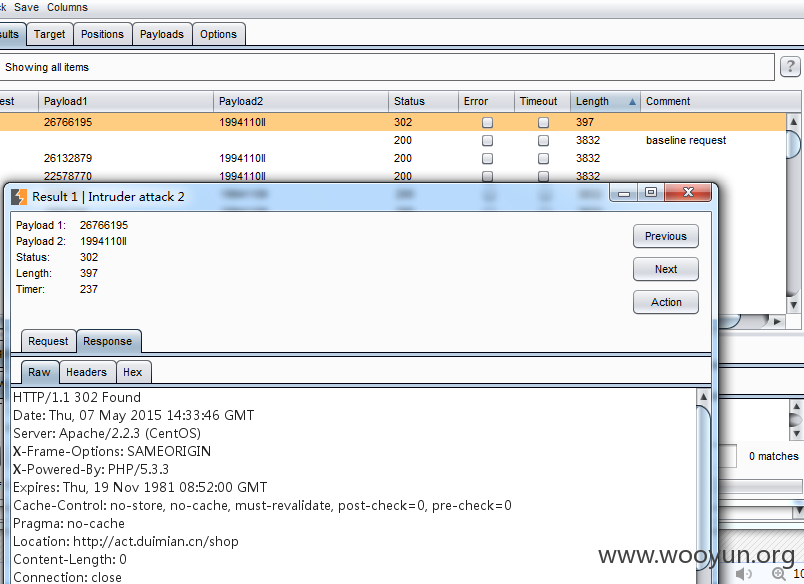 Save Columns
Target Positions Payloads Options
Showing all items
?
Payload1 Payload2 Status Error Timeout Length Comment
26766195 1994110ll 302 397
200 3832 baseline request
26132879 1994110ll 200 3832
22578770 1994110ll 200 3832
Result 1 | Intruder attack 2
Payload 1: 26766195
Payload 2: 1994110ll
Status: 302
Length: 397
Timer: 237
Previous
Next
Action
Request Response
Raw Headers Hex
HTTP/1.1 302 Found
Date: Thu, 07 May 2015 14:33:46 GMT
Server: Apache/2.2.3 (CentOS)
X-Frame-Options: SAMEORIGIN
X-Powered-By: PHP/5.3.3
Expires: Thu, 19 Nov 1981 08:52:00 GMT
Cache-Control: no-store, no-cache, must-revalidate, post-check=0, pre-check=0
Pragma: no-cache
Location: http://act.duimian.cn/shop
Content-Length: 0
Connection: close
0 matches
www.wooyun.org